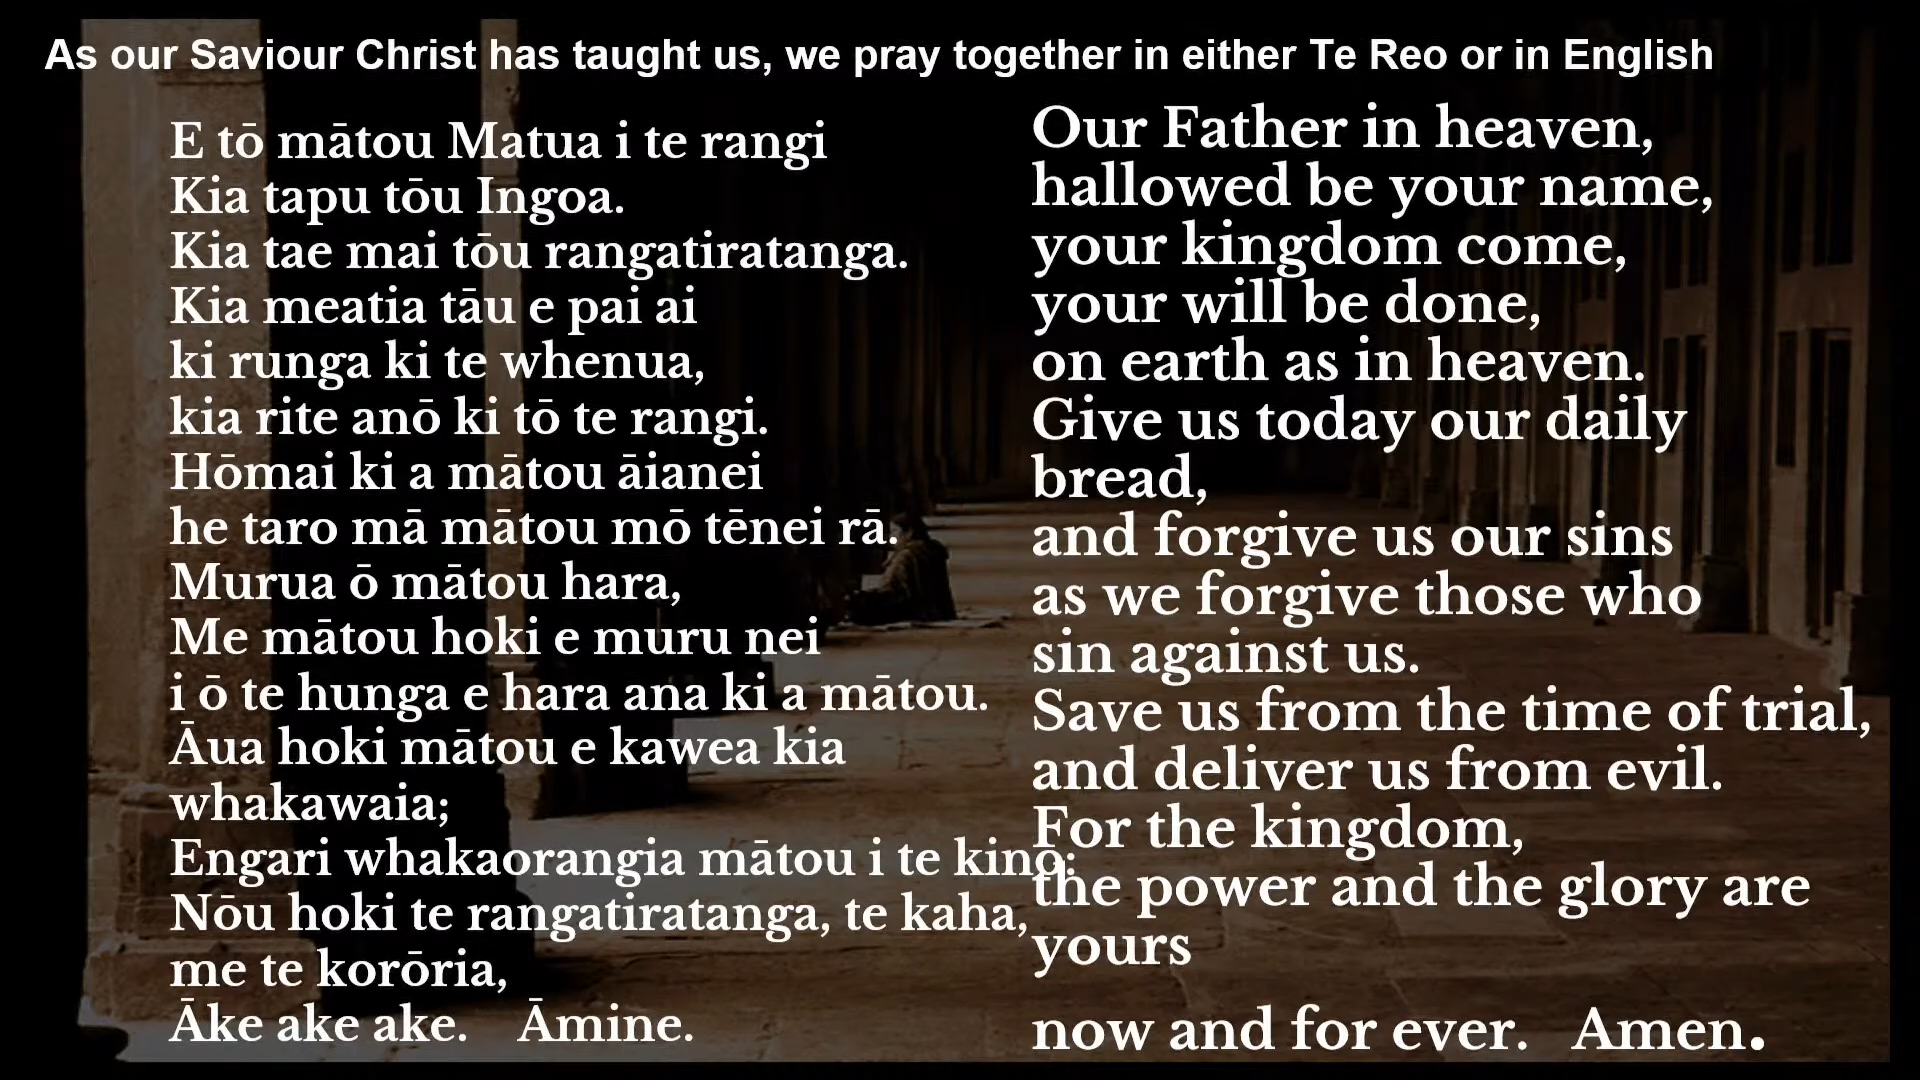 As our Saviour Christ has taught us, we pray together in either Te Reo or in English
E tō mātou Matua i te rangi
Kia tapu tōu Ingoa.
Kia tae mai tōu rangatiratanga.
Kia meatia tāu e pai ai
ki runga ki te whenua,
kia rite anō ki tō te rangi.
Hōmai ki a mātou āianei
he taro mā mātou mō tēnei rā.
Murua ō mātou hara,
Me mātou hoki e muru nei
i ō te hunga e hara ana ki a mātou.
Āua hoki mātou e kawea kia
whakawaia;
Engari whakaorangia mātou i te kino:
Nōu hoki te rangatiratanga, te kaha,
me te korōria,
Āke ake ake. Āmine.
Our Father in heaven,
hallowed be your name,
your kingdom come,
your will be done,
on earth as in heaven.
Give us today our daily
bread,
and forgive us our sins
as we forgive those who
sin against us.
Save us from the time of trial,
and deliver us from evil.
For the kingdom,
the power and the glory are
yours
now and for ever. Amen.